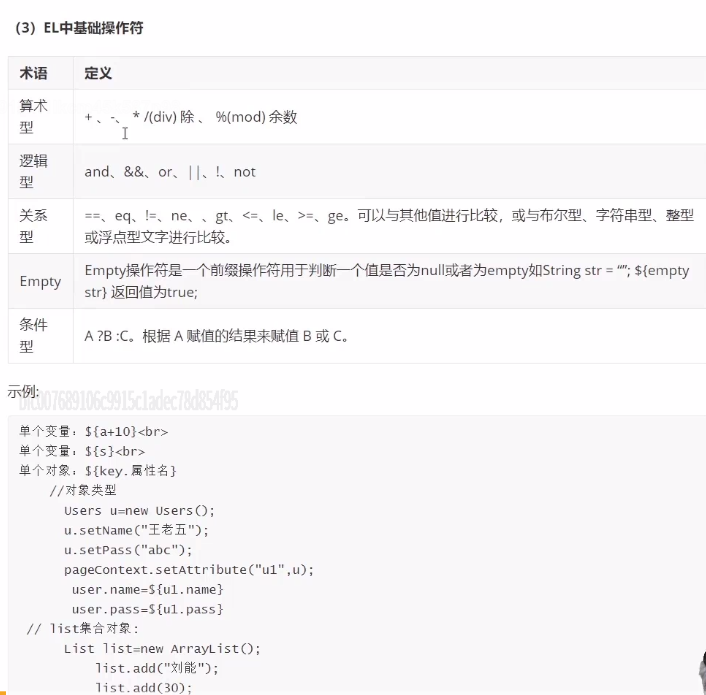 （3）EL中基础操作符
术语 定义
算术
型
+ 、-、 * /(div) 除 、 %(mod) 余数
逻辑
型
and、&&、or、||、!、not
关系
型
==、eq、!=、ne、、gt、<=、le、>=、ge。可以与其他值进行比较，或与布尔型、字符串型、整型
或浮点型文字进行比较。
Empty
Empty操作符是一个前缀操作符用于判断一个值是否为null或者为empty如String str = “”; ${empty
str} 返回值为true;
条件
型
A ?B :C。根据 A 赋值的结果来赋值 B 或 C。
示例:
单个变量：${a+10}<br>
单个变量：${s}<br>
单个对象：${key.属性名}
//对象类型
Users u=new Users();
u.setName("王老五");
u.setPass("abc");
pageContext.setAttribute("u1",u);
user.name=${u1.name}
user.pass=${u1.pass}
// list集合对象:
List list=new ArrayList();
list.add("刘能");
list.add(30);